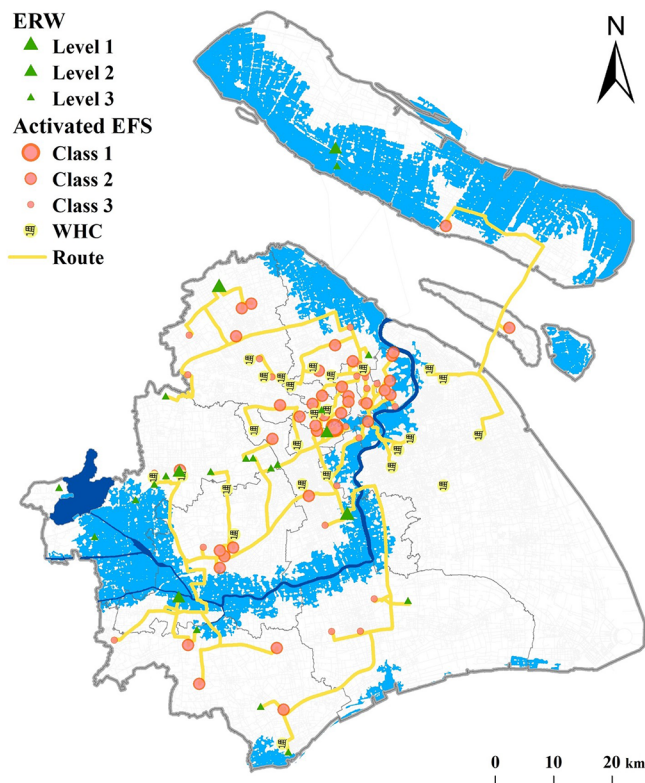 ERW
Level 1
Level 2
Level 3
Activated EFS
Class 1
Class 2
Class 3
WHC
Route
N
0 10 20 km